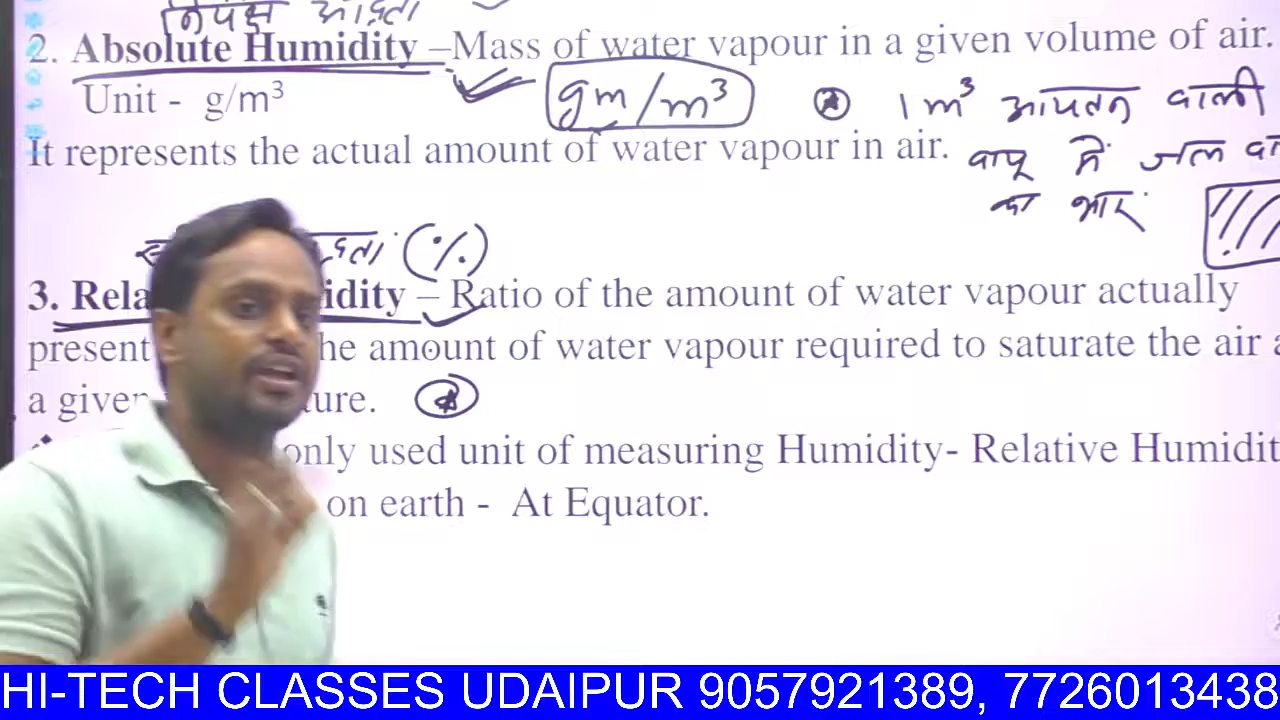 निपेक्ष आर्द्रता
2. Absolute Humidity –Mass of water vapour in a given volume of air.
Unit - g/m³ gm/m³ 1 m³ आयतन वाली
It represents the actual amount of water vapour in air. वायु में जल
का भार
(%)
3. Rela idity – Ratio of the amount of water vapour actually
present he amount of water vapour required to saturate the air a
a given ture.
only used unit of measuring Humidity- Relative Humidit
on earth - At Equator.
HI-TECH CLASSES UDAIPUR 9057921389, 7726013438